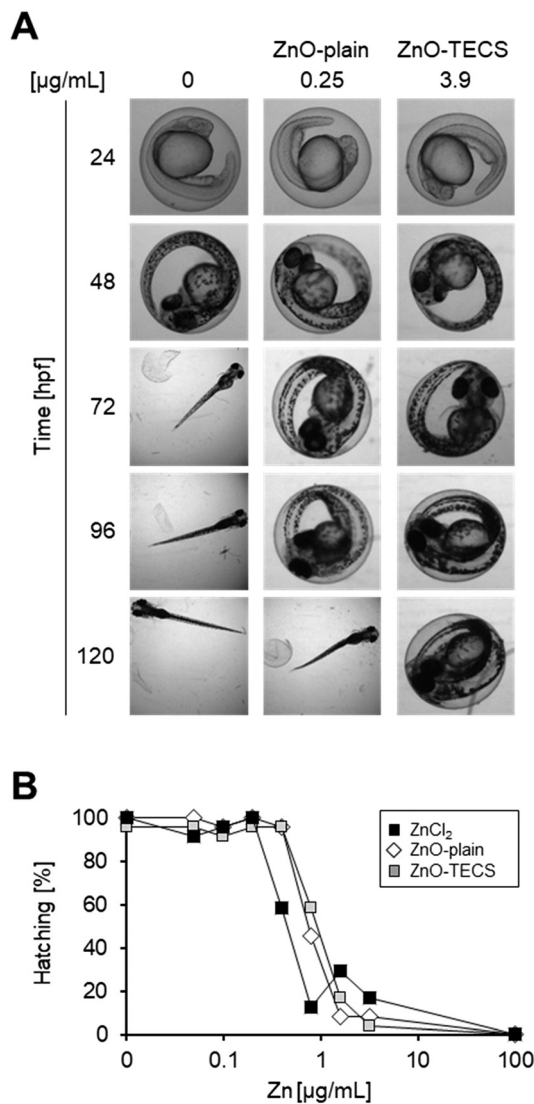 A
ZnO-plain ZnO-TECS
[µg/mL] 0 0.25 3.9
24
48
72
96
120
Time [hpf]
B
100
80
60
40
20
0
Hatching [%]
ZnCl₂
ZnO-plain
ZnO-TECS
0 0.1 1 10 100
Zn [µg/mL]